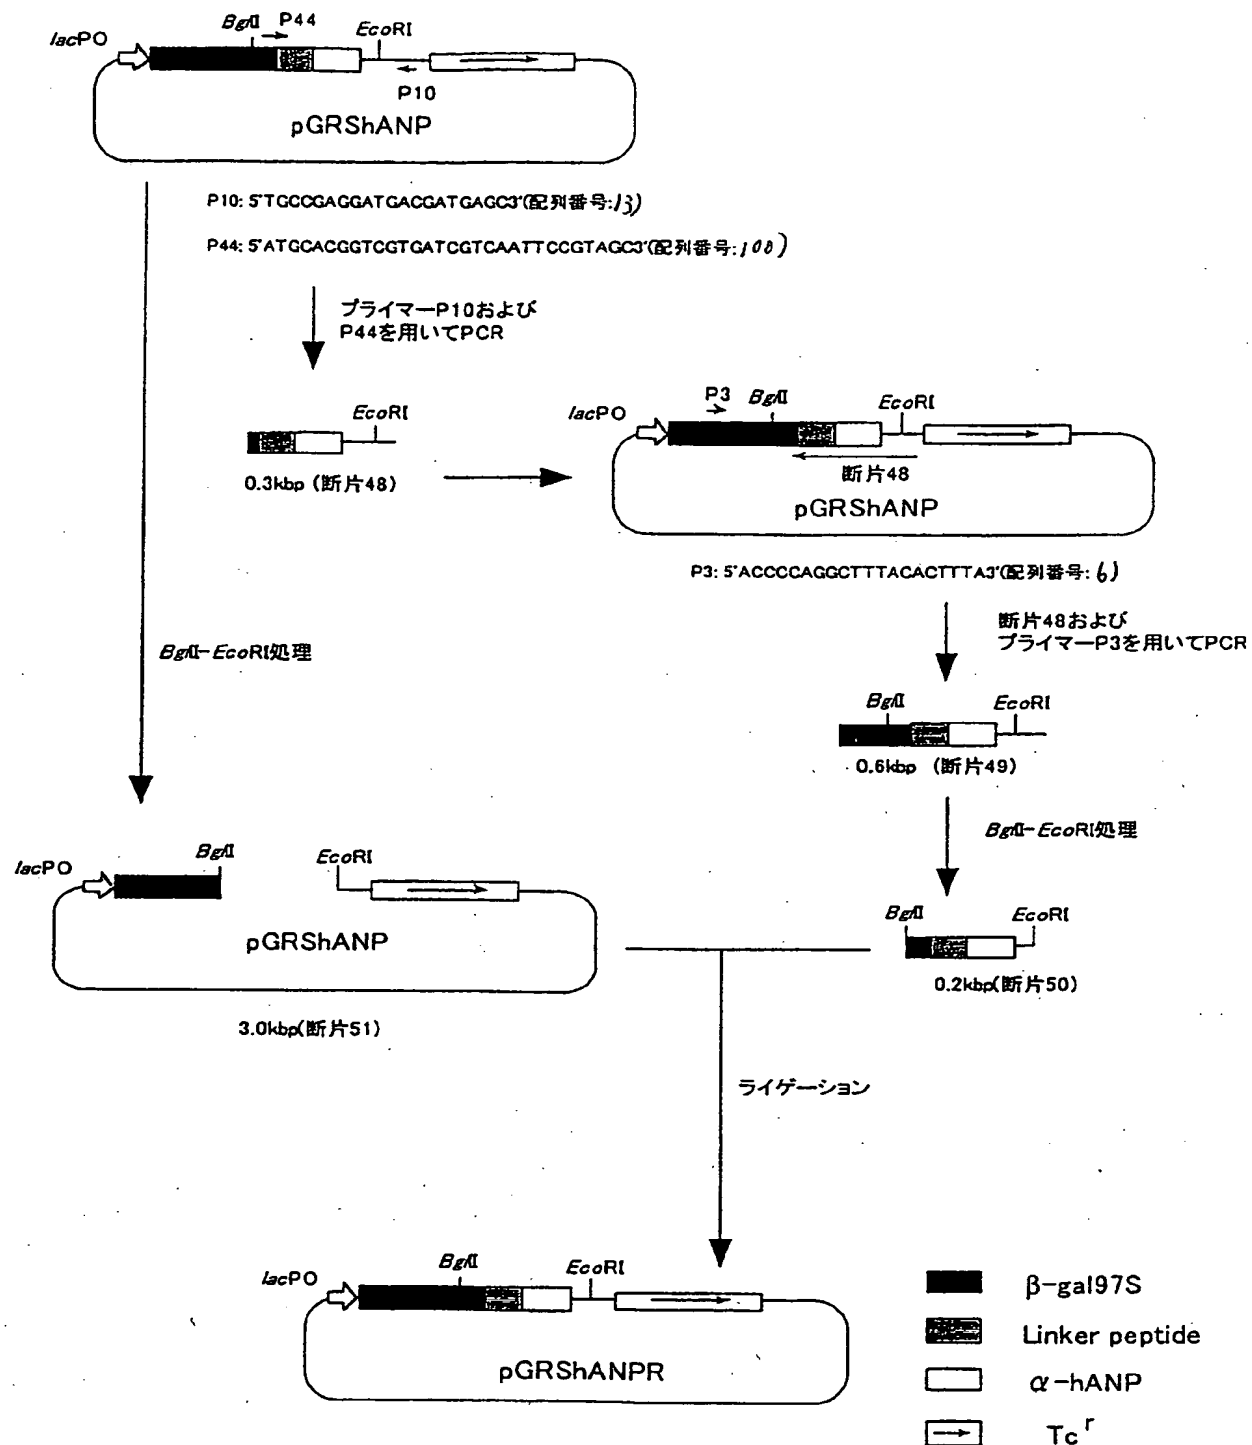 BglII P44
EcoRI
lacPO
P10
pGRShANP
P10: 5'TGCCGAGGATGACGATGAGC3'(配列番号:13)
P44: 5'ATGCACGGTCGTGATCGTCAATTCCGTAGC3'(配列番号:108)
プライマーP10および
P44を用いてPCR
EcoRI
0.3kbp (断片48)
P3 BglII EcoRI
lacPO
断片48
pGRShANP
P3: 5'ACCCCAGGCTTTACACTTTA3'(配列番号:6)
断片48および
プライマーP3を用いてPCR
BglII-EcoRI処理
BglII EcoRI
0.6kbp (断片49)
BglII-EcoRI処理
lacPO BglII EcoRI
pGRShANP
3.0kbp(断片51)
BglII EcoRI
0.2kbp(断片50)
ライゲーション
lacPO BglII EcoRI
pGRShANPR
β-gal97S
Linker peptide
α-hANP
Tc r